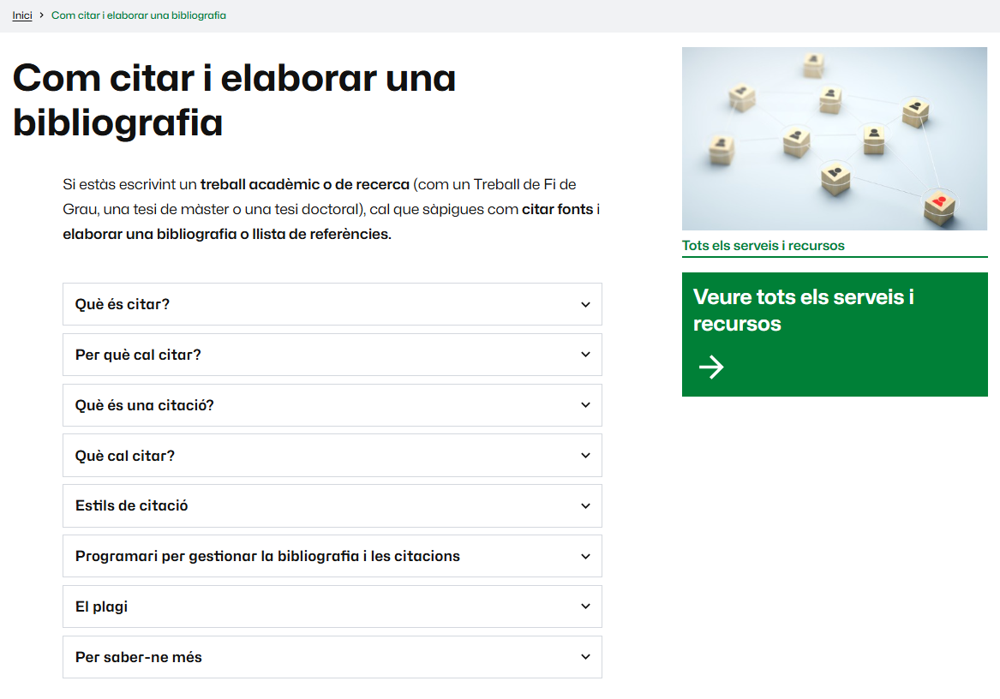 Inici > Com citar i elaborar una bibliografia
Com citar i elaborar una
bibliografia
Si estàs escrivint un treball acadèmic o de recerca (com un Treball de Fi de
Grau, una tesi de màster o una tesi doctoral), cal que sàpigues com citar fonts i
elaborar una bibliografia o llista de referències.
Què és citar?
Per què cal citar?
Què és una citació?
Què cal citar?
Estils de citació
Programari per gestionar la bibliografia i les citacions
El plagi
Per saber-ne més
Tots els serveis i recursos
Veure tots els serveis i
recursos